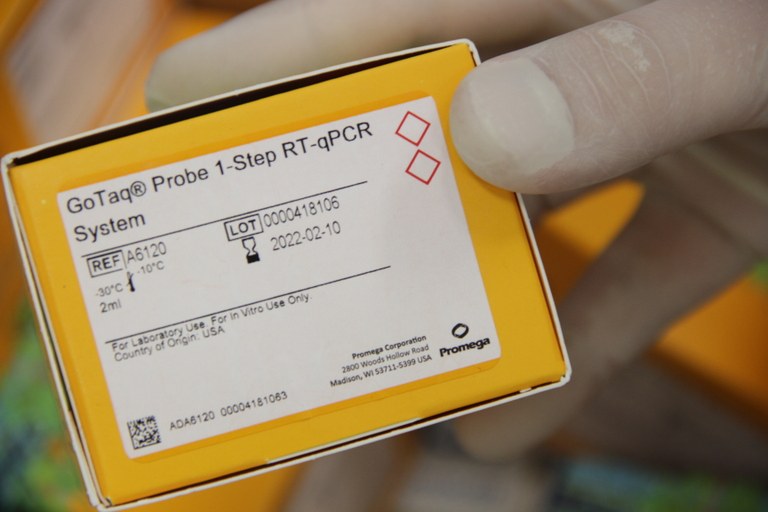 GoTaq® Probe 1-Step RT-qPCR
System
REF A6120
LOT 0000418106
2022-02-10
-30°C -10°C
2ml
For Laboratory Use. For In Vitro Use Only.
Country of Origin: USA
Promega Corporation
2800 Woods Hollow Road
Madison, WI 53711-5399 USA
Promega
ADA6120 00004181063